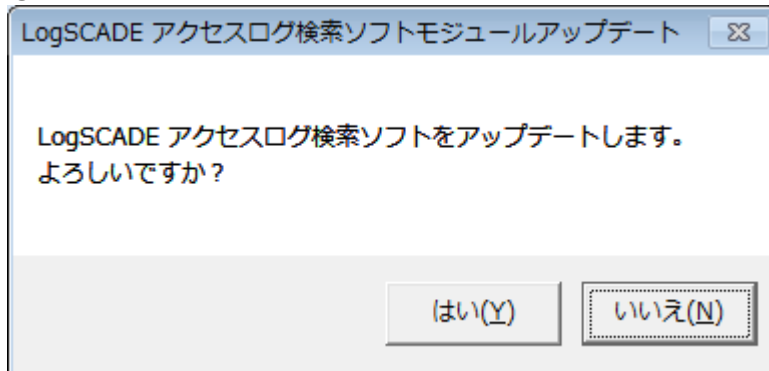 LogSCADE アクセスログ検索ソフトモジュールアップデート
LogSCADE アクセスログ検索ソフトをアップデートします。
よろしいですか？
はい(Y)
いいえ(N)